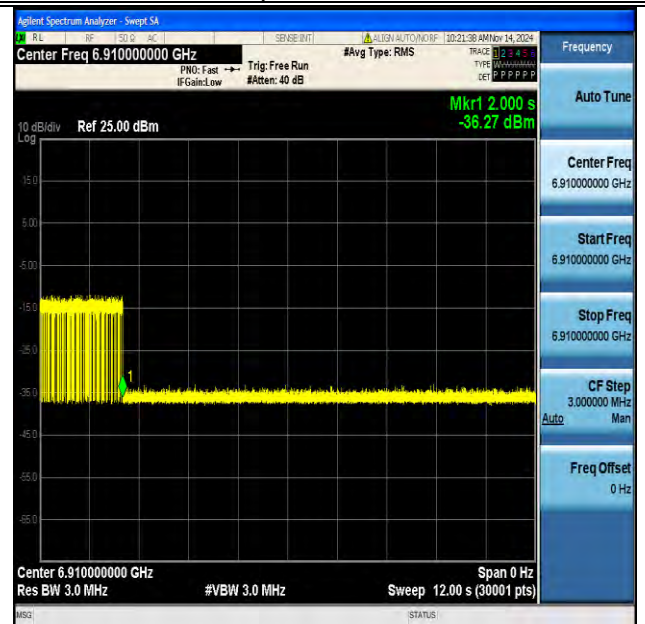 Agilent Spectrum Analyzer - Swept SA
RL RF 50 Ω AC SENSE:INT ALIGN AUTO/NO RF 10:21:38 AM Nov 14, 2024
Center Freq 6.910000000 GHz #Avg Type: RMS TRACE 1 2 3 4 5 6
PNO: Fast Trig: Free Run TYPE
IFGain:Low #Atten: 40 dB DET P P P P P P
Frequency
Mkr1 2.000 s
-36.27 dBm
10 dB/div Ref 25.00 dBm
Log
15.0
5.00
-5.00
-15.0
-25.0
-35.0
-45.0
-55.0
-65.0
1
Center 6.910000000 GHz Span 0 Hz
Res BW 3.0 MHz #VBW 3.0 MHz Sweep 12.00 s (30001 pts)
MSG STATUS
Auto Tune
Center Freq
6.910000000 GHz
Start Freq
6.910000000 GHz
Stop Freq
6.910000000 GHz
CF Step
3.000000 MHz
Auto Man
Freq Offset
0 Hz